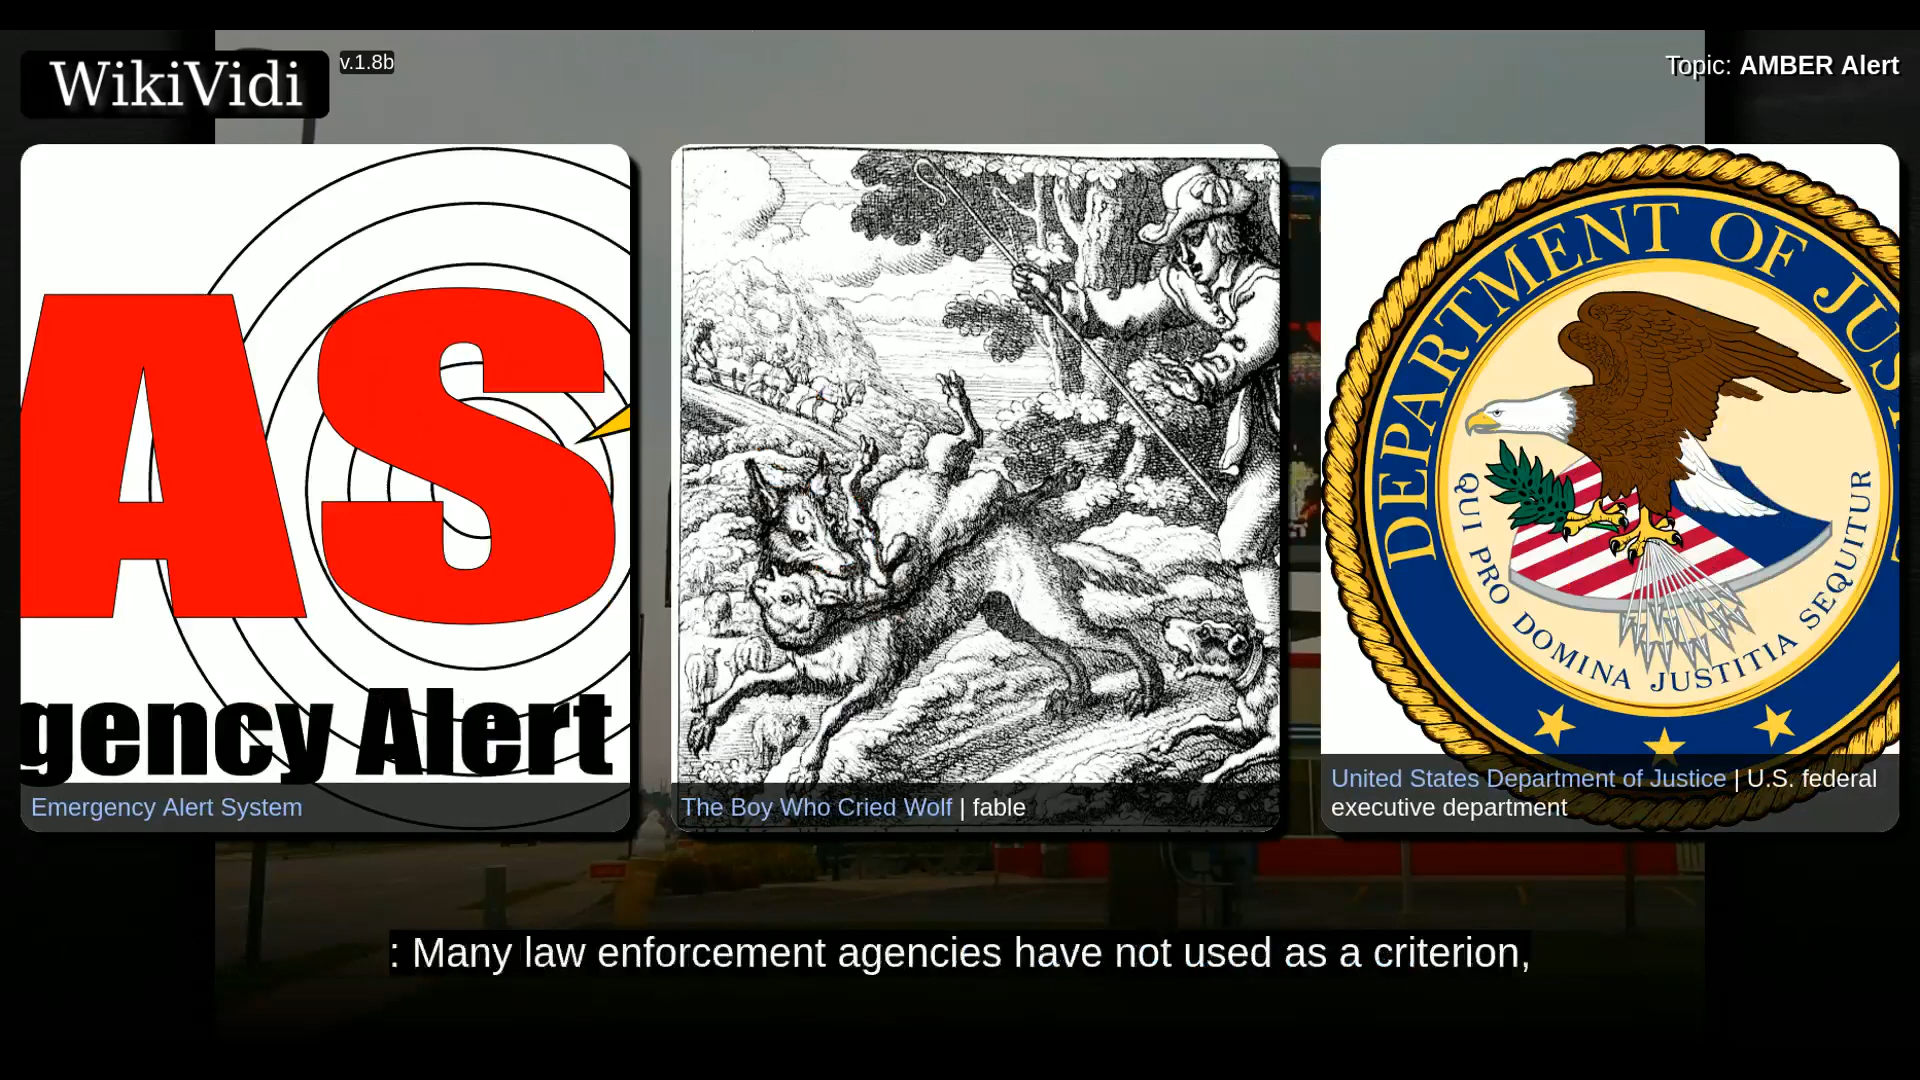 WikiVidi
v.1.8b
Topic: AMBER Alert
AS
gency Alert
Emergency Alert System
The Boy Who Cried Wolf | fable
DEPARTMENT OF JUS
QUI PRO DOMINA JUSTITIA SEQUITUR
United States Department of Justice | U.S. federal
executive department
: Many law enforcement agencies have not used as a criterion,